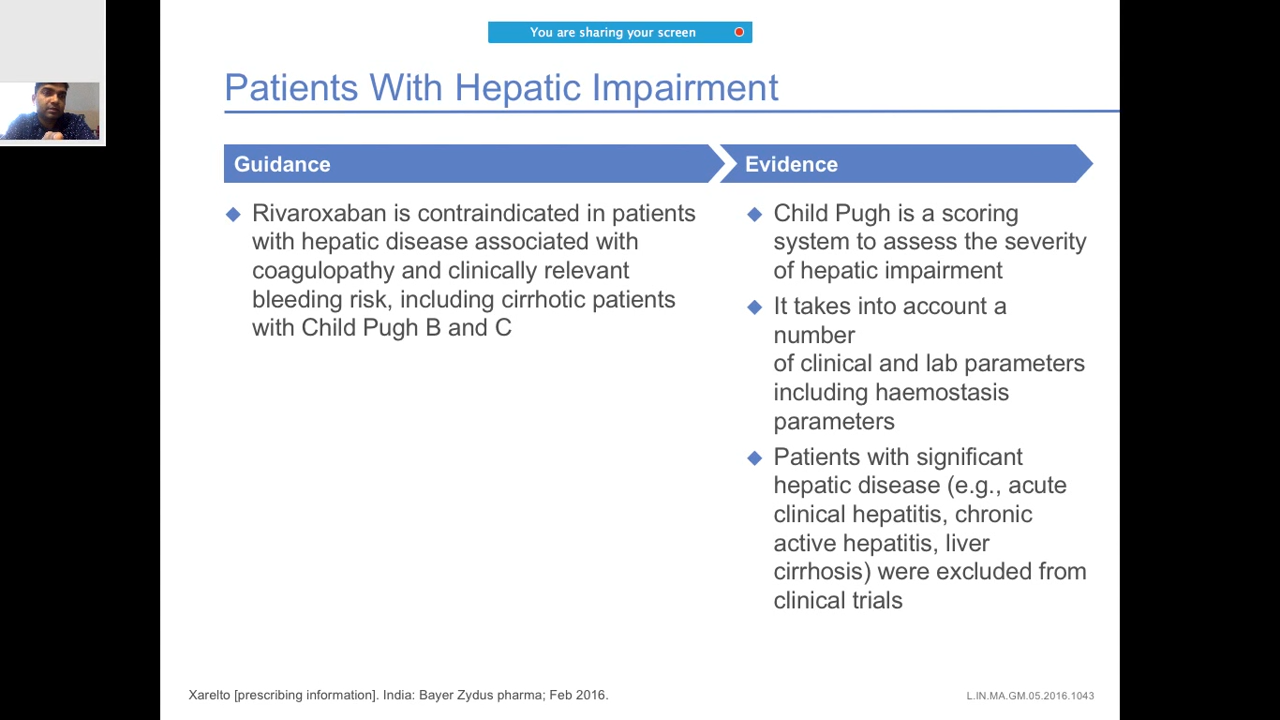 You are sharing your screen
Patients With Hepatic Impairment
Guidance
Rivaroxaban is contraindicated in patients
with hepatic disease associated with
coagulopathy and clinically relevant
bleeding risk, including cirrhotic patients
with Child Pugh B and C
Evidence
Child Pugh is a scoring
system to assess the severity
of hepatic impairment
It takes into account a
number
of clinical and lab parameters
including haemostasis
parameters
Patients with significant
hepatic disease (e.g., acute
clinical hepatitis, chronic
active hepatitis, liver
cirrhosis) were excluded from
clinical trials
Xarelto [prescribing information]. India: Bayer Zydus pharma; Feb 2016.
L.IN.MA.GM.05.2016.1043